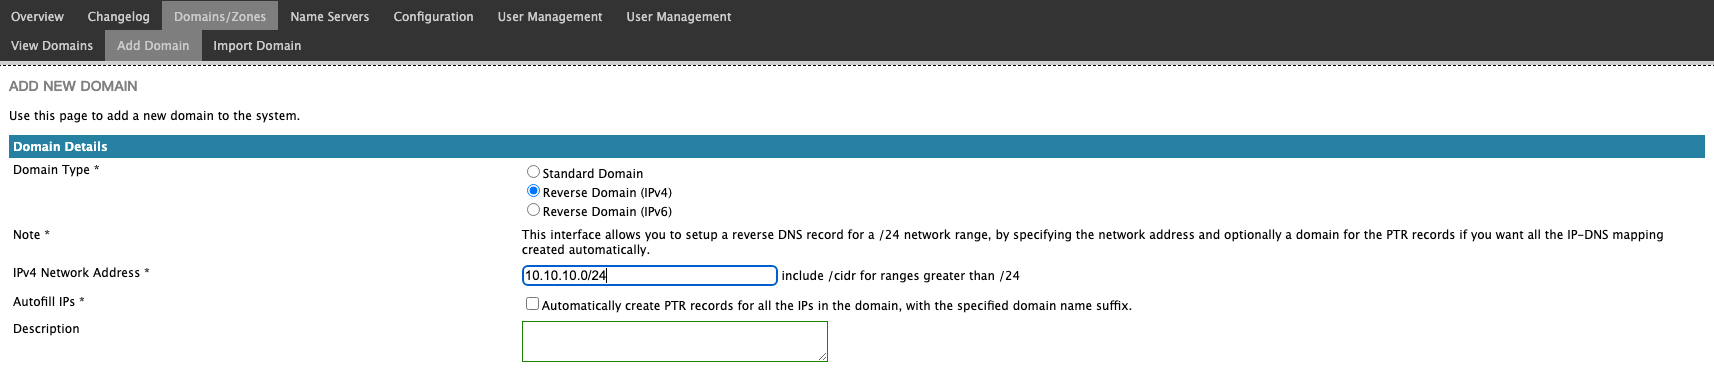 Overview Changelog Domains/Zones Name Servers Configuration User Management User Management
View Domains Add Domain Import Domain
ADD NEW DOMAIN
Use this page to add a new domain to the system.
Domain Details
Domain Type *
Standard Domain
Reverse Domain (IPv4)
Reverse Domain (IPv6)
Note *
This interface allows you to setup a reverse DNS record for a /24 network range, by specifying the network address and optionally a domain for the PTR records if you want all the IP-DNS mapping
created automatically.
IPv4 Network Address * 10.10.10.0/24 include /cidr for ranges greater than /24
Autofill IPs * Automatically create PTR records for all the IPs in the domain, with the specified domain name suffix.
Description